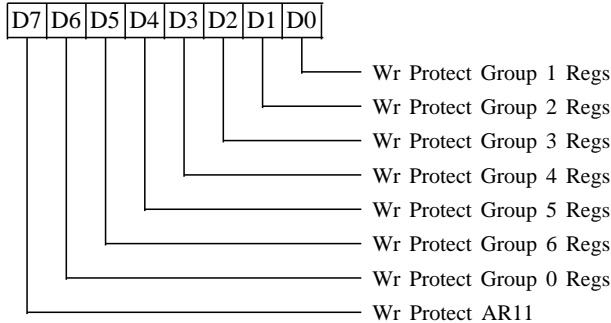 D7 D6 D5 D4 D3 D2 D1 D0
Wr Protect Group 1 Regs
Wr Protect Group 2 Regs
Wr Protect Group 3 Regs
Wr Protect Group 4 Regs
Wr Protect Group 5 Regs
Wr Protect Group 6 Regs
Wr Protect Group 0 Regs
Wr Protect AR11